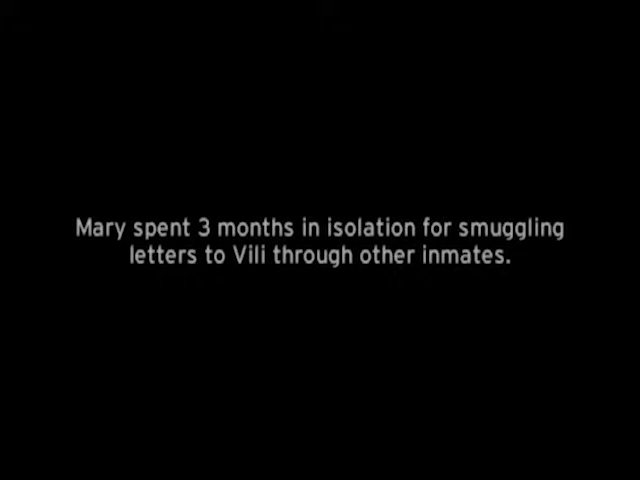 Mary spent 3 months in isolation for smuggling
letters to Vili through other inmates.